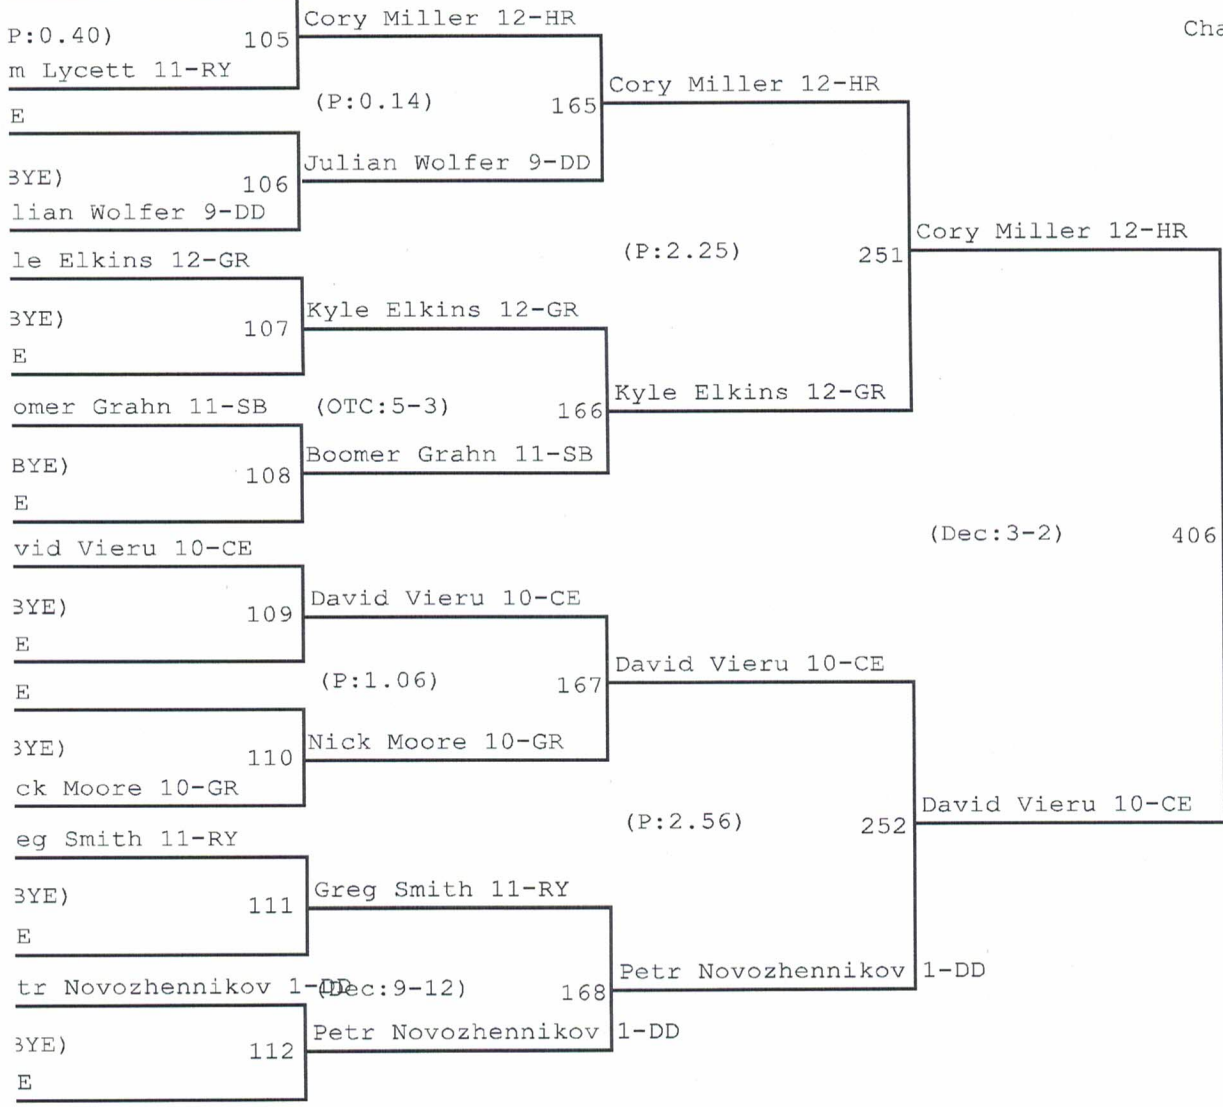 Cory Miller 12-HR
Cha
P:0.40)
105
m Lycett 11-RY
Cory Miller 12-HR
(P:0.14)
165
E
Julian Wolfer 9-DD
BYE)
106
lian Wolfer 9-DD
Cory Miller 12-HR
(P:2.25)
251
le Elkins 12-GR
Kyle Elkins 12-GR
BYE)
107
E
Kyle Elkins 12-GR
omer Grahn 11-SB
(OTC:5-3)
166
Boomer Grahn 11-SB
BYE)
108
E
(Dec:3-2)
406
vid Vieru 10-CE
David Vieru 10-CE
BYE)
109
E
David Vieru 10-CE
E
(P:1.06)
167
Nick Moore 10-GR
BYE)
110
ck Moore 10-GR
David Vieru 10-CE
(P:2.56)
252
eg Smith 11-RY
Greg Smith 11-RY
BYE)
111
E
Petr Novozhennikov 1-DD
tr Novozhennikov 1-DD
(Dec:9-12)
168
Petr Novozhennikov 1-DD
BYE)
112
E